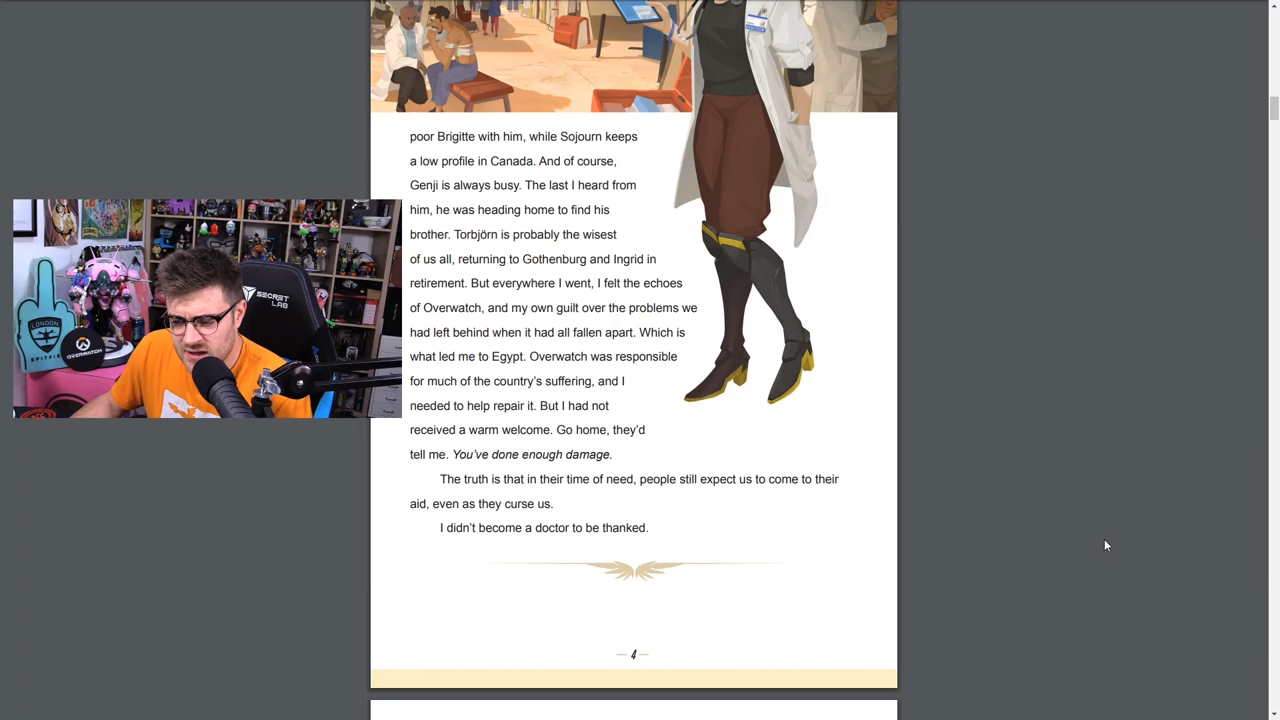 poor Brigitte with him, while Sojourn keeps
a low profile in Canada. And of course,
Genji is always busy. The last I heard from
him, he was heading home to find his
brother. Torbjörn is probably the wisest
of us all, returning to Gothenburg and Ingrid in
retirement. But everywhere I went, I felt the echoes
of Overwatch, and my own guilt over the problems we
had left behind when it had all fallen apart. Which is
what led me to Egypt. Overwatch was responsible
for much of the country’s suffering, and I
needed to help repair it. But I had not
received a warm welcome. Go home, they’d
tell me. You’ve done enough damage.
The truth is that in their time of need, people still expect us to come to their
aid, even as they curse us.
I didn’t become a doctor to be thanked.
— 4 —
SECRET
LAB
LONDON
SPITFIRE
OVERWATCH